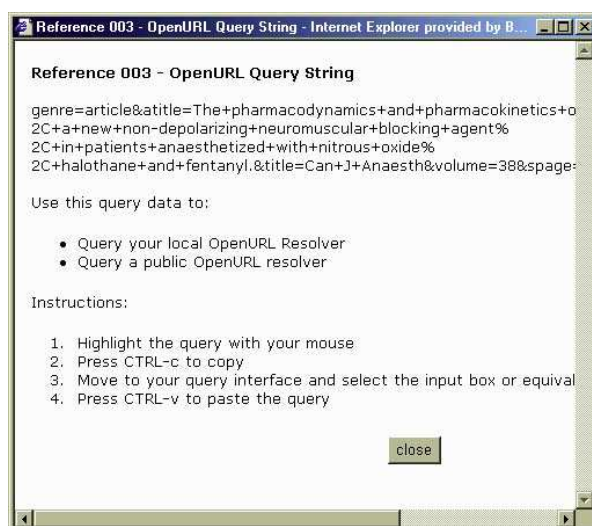 Reference 003 - OpenURL Query String - Internet Explorer provided by B...
Reference 003 - OpenURL Query String
genre=article&atitle=The+pharmacodynamics+and+pharmacokinetics+o
2C+a+new+non-depolarizing+neuromuscular+blocking+agent%
2C+in+patients+anaesthetized+with+nitrous+oxide%
2C+halothane+and+fentanyl.&title=Can+J+Anaesth&volume=38&spage=
Use this query data to:
• Query your local OpenURL Resolver
• Query a public OpenURL resolver
Instructions:
1. Highlight the query with your mouse
2. Press CTRL-c to copy
3. Move to your query interface and select the input box or equival
4. Press CTRL-v to paste the query
close